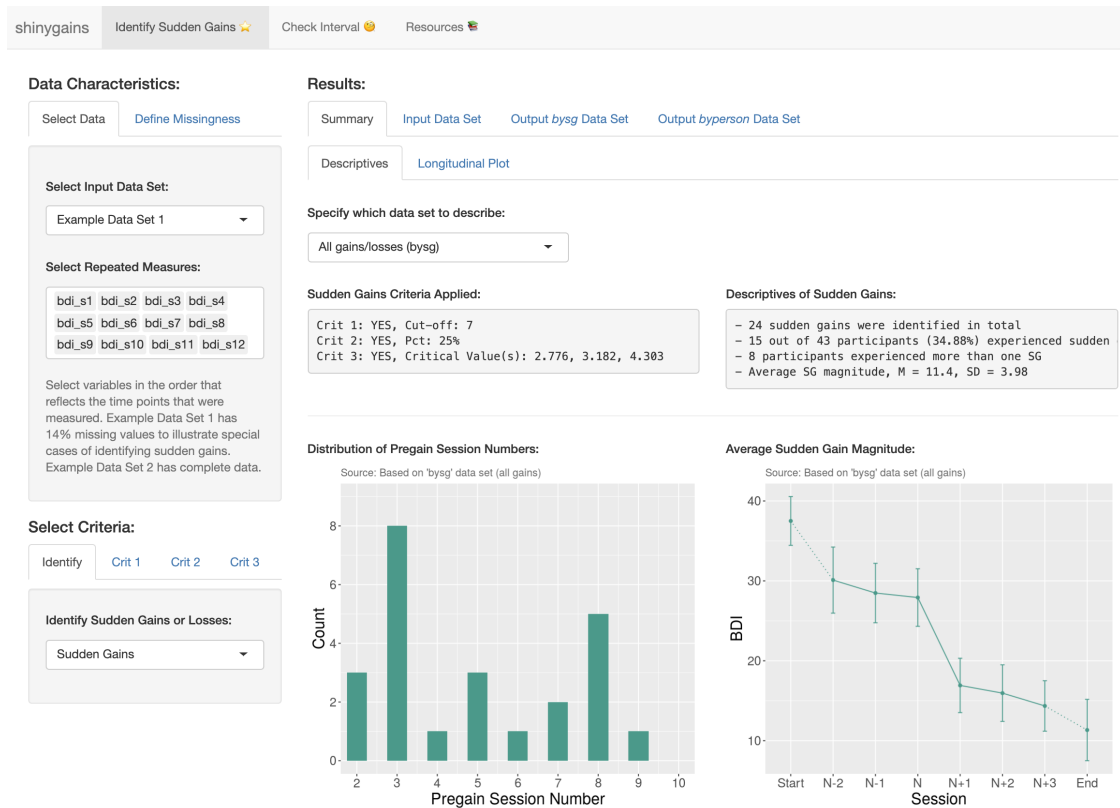 shinygains Identify Sudden Gains ⭐ Check Interval 🧐 Resources 📚
Data Characteristics:
Select Data Define Missingness
Select Input Data Set:
Example Data Set 1
Select Repeated Measures:
bdi_s1 bdi_s2 bdi_s3 bdi_s4
bdi_s5 bdi_s6 bdi_s7 bdi_s8
bdi_s9 bdi_s10 bdi_s11 bdi_s12
Select variables in the order that
reflects the time points that were
measured. Example Data Set 1 has
14% missing values to illustrate special
cases of identifying sudden gains.
Example Data Set 2 has complete data.
Select Criteria:
Identify Crit 1 Crit 2 Crit 3
Identify Sudden Gains or Losses:
Sudden Gains
Results:
Summary Input Data Set Output bysg Data Set Output byperson Data Set
Descriptives Longitudinal Plot
Specify which data set to describe:
All gains/losses (bysg)
Sudden Gains Criteria Applied:
Crit 1: YES, Cut-off: 7
Crit 2: YES, Pct: 25%
Crit 3: YES, Critical Value(s): 2.776, 3.182, 4.303
Descriptives of Sudden Gains:
– 24 sudden gains were identified in total
– 15 out of 43 participants (34.88%) experienced sudden
– 8 participants experienced more than one SG
– Average SG magnitude, M = 11.4, SD = 3.98
Distribution of Pregain Session Numbers:
Source: Based on 'bysg' data set (all gains)
Count
8
6
4
2
0
2 3 4 5 6 7 8 9 10
Pregain Session Number
Average Sudden Gain Magnitude:
Source: Based on 'bysg' data set (all gains)
BDI
40
30
20
10
Start N-2 N-1 N N+1 N+2 N+3 End
Session